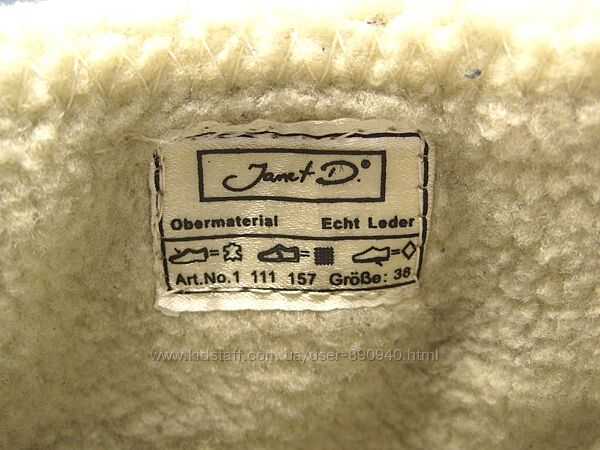 Janet D.®
Obermaterial Echt Leder
Art.No.1 111 157 Größe: 38
www.kidstaff.com.ua/user-890940.html